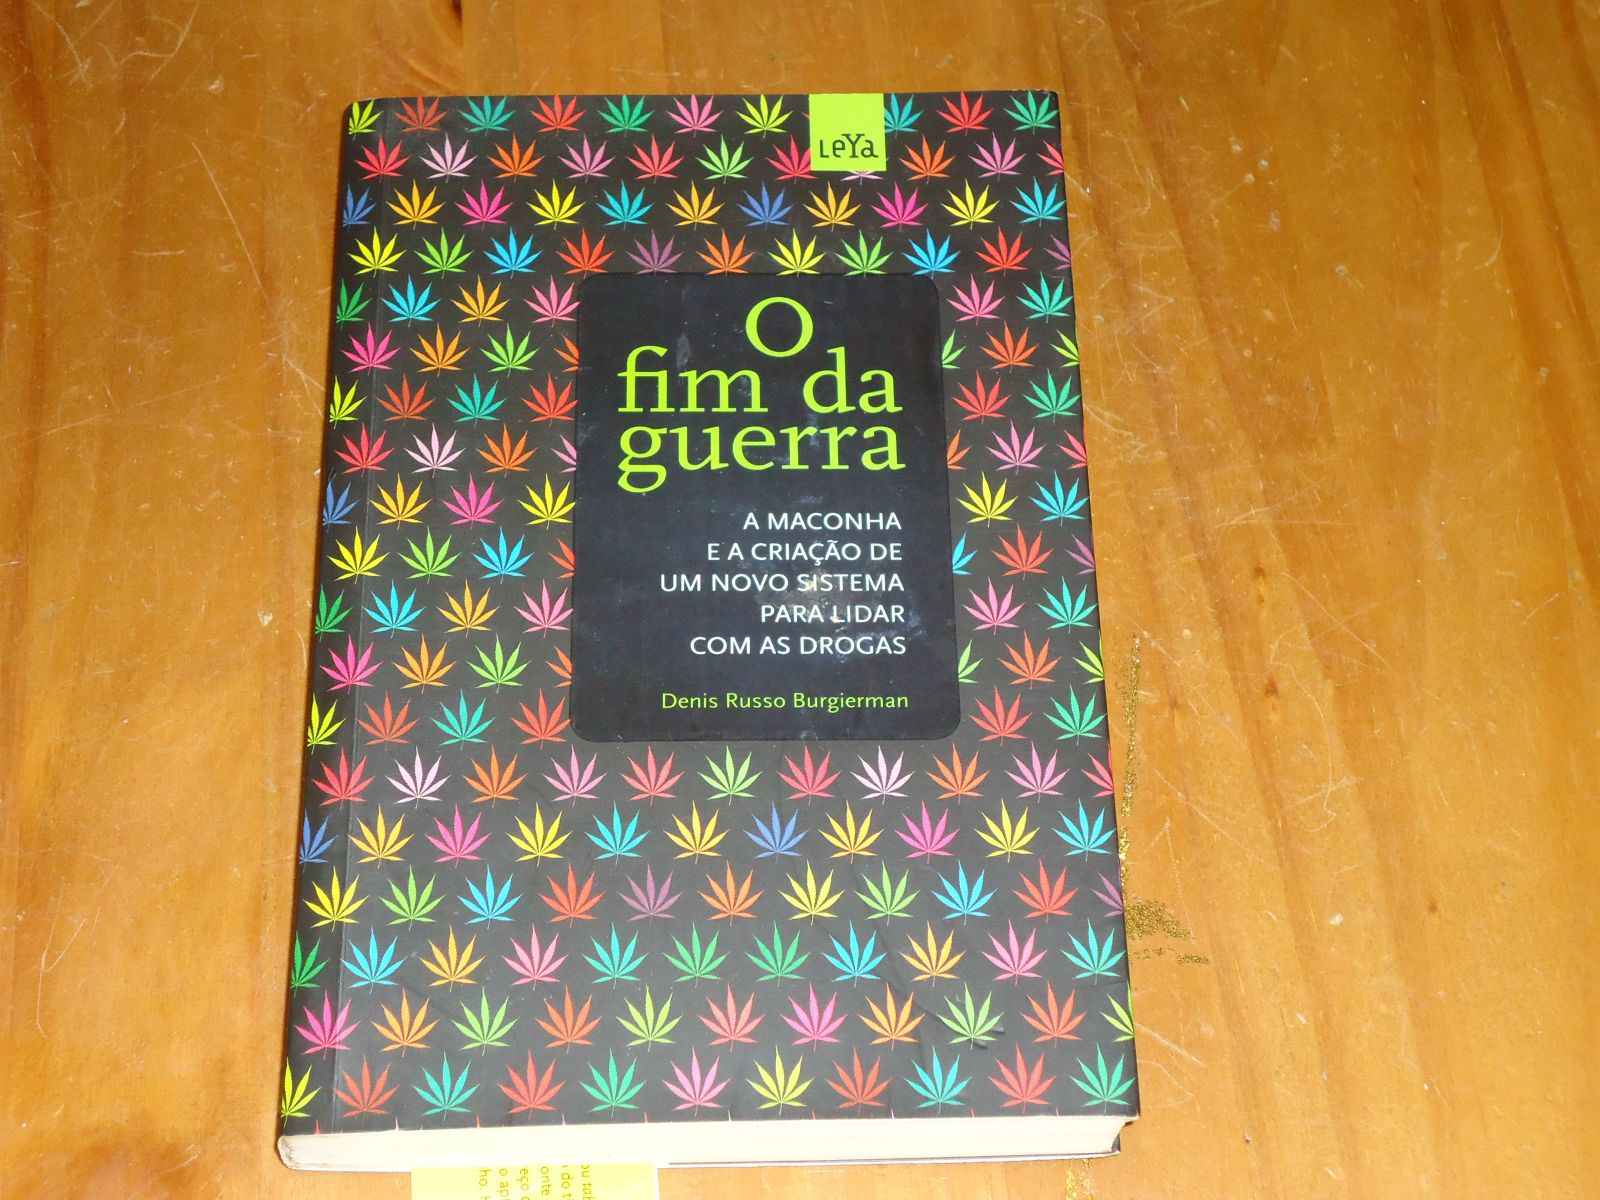 LeYa
O
fim da
guerra
A MACONHA
E A CRIAÇÃO DE
UM NOVO SISTEMA
PARA LIDAR
COM AS DROGAS
Denis Russo Burgierman